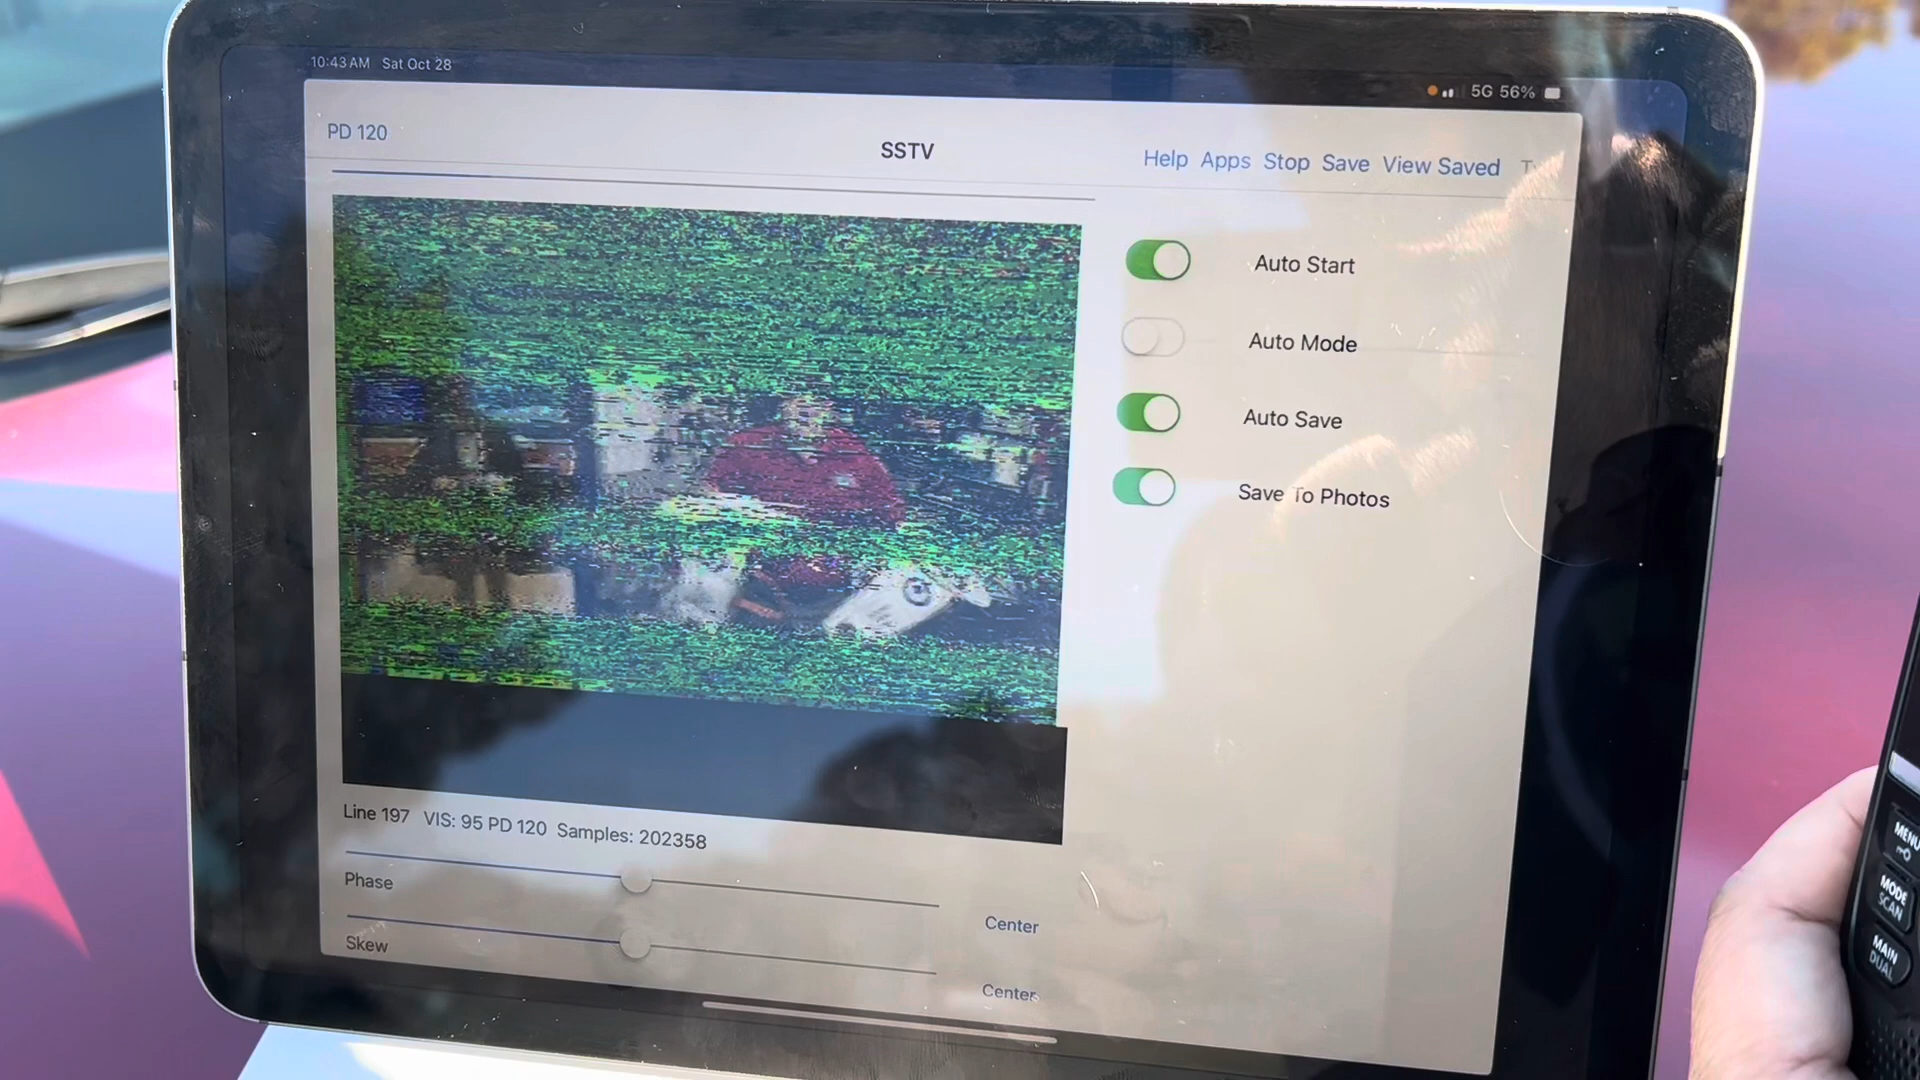 10:43 AM Sat Oct 28
5G 56%
PD 120
SSTV
Help Apps Stop Save View Saved
Auto Start
Auto Mode
Auto Save
Save To Photos
Line 197 VIS: 95 PD 120 Samples: 202358
Phase
Center
Skew
Center
MENU
MODE
SCAN
MAIN
DUAL